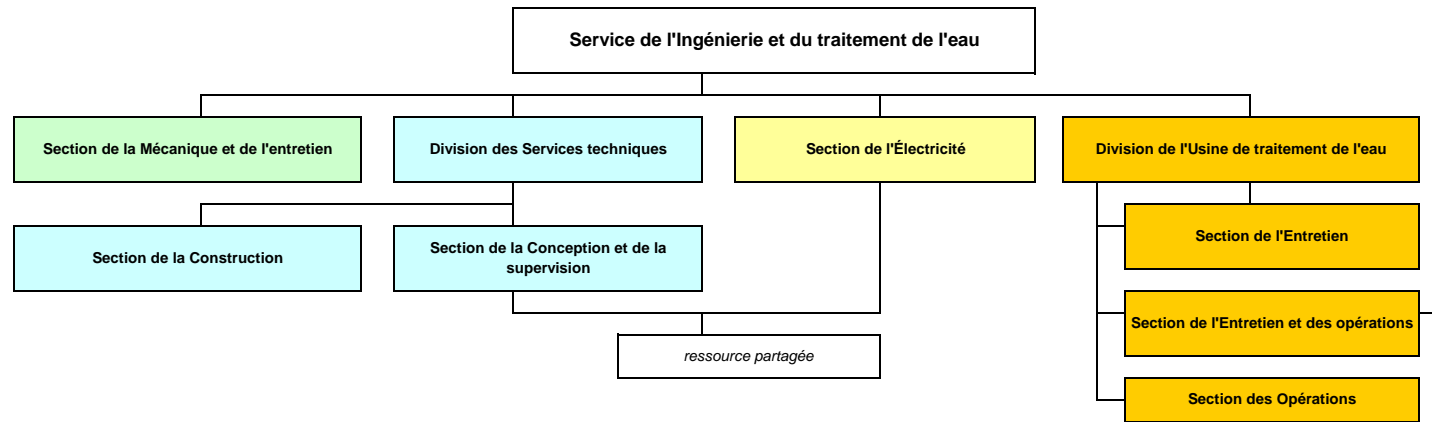 Service de l'Ingénierie et du traitement de l'eau
Section de la Mécanique et de l'entretien
Division des Services techniques
Section de l'Électricité
Division de l'Usine de traitement de l'eau
Section de la Construction
Section de la Conception et de la
supervision
Section de l'Entretien
Section de l'Entretien et des opérations
ressource partagée
Section des Opérations